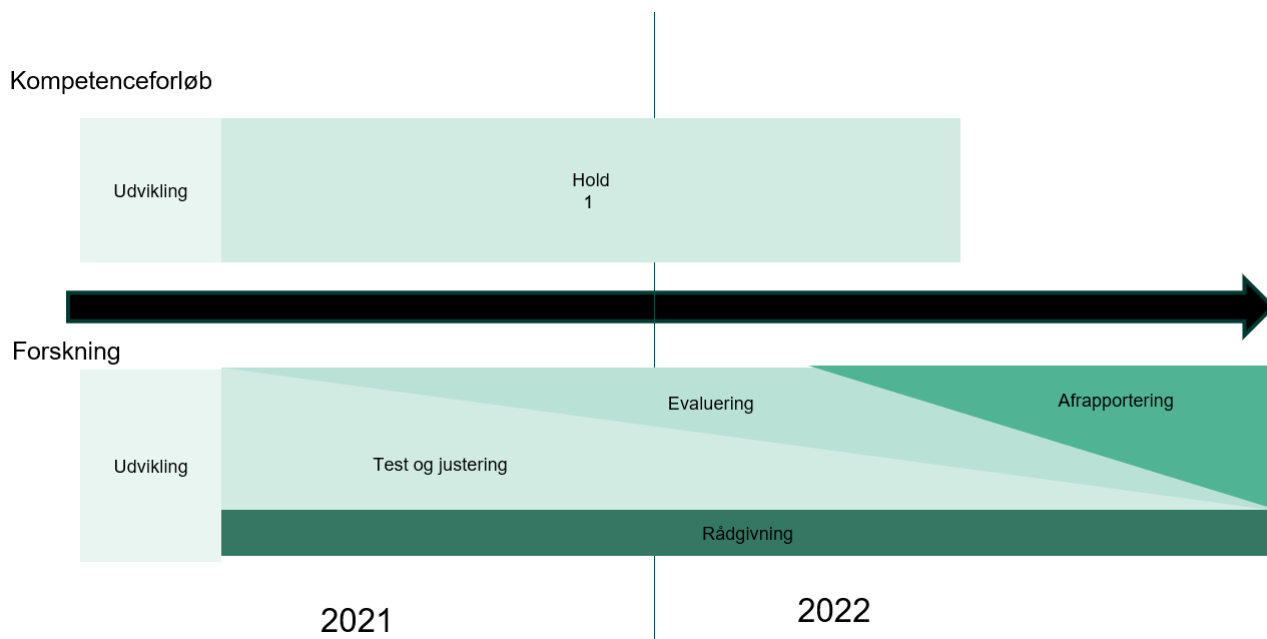 Kompetenceforløb
Udvikling
Hold
1
Forskning
Evaluering
Afrapportering
Udvikling
Test og justering
Rådgivning
2021
2022